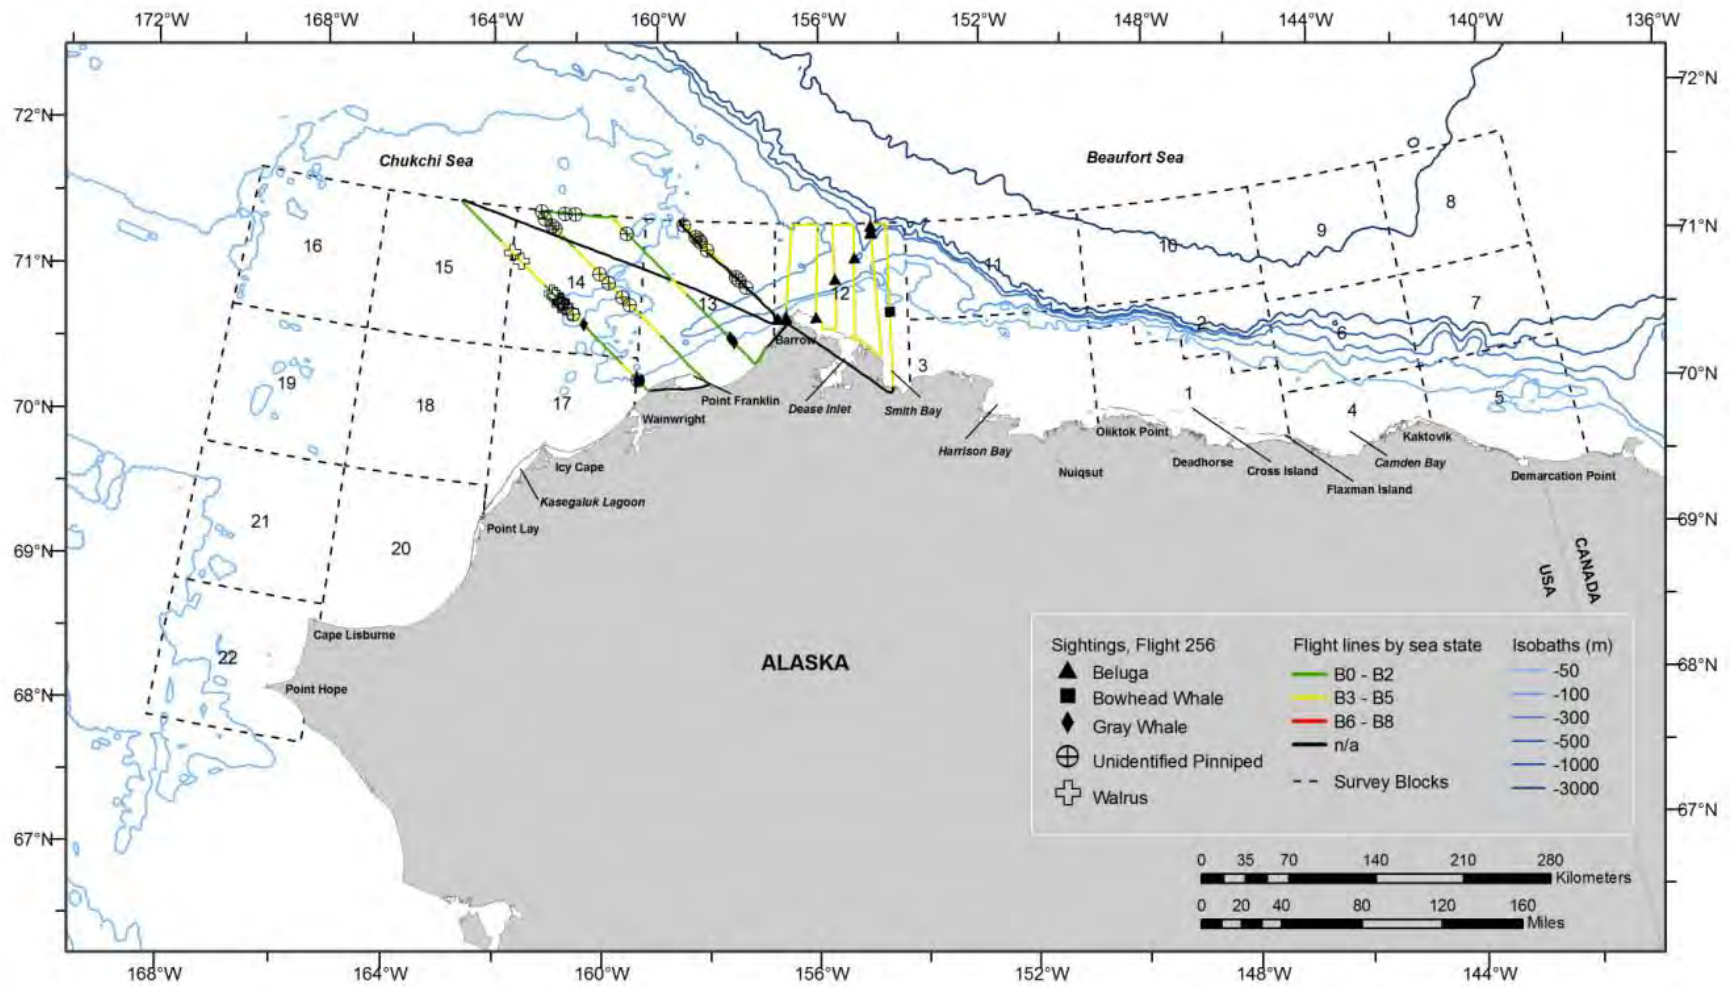 172°W 168°W 164°W 160°W 156°W 152°W 148°W 144°W 140°W 136°W
72°N 72°N
Chukchi Sea Beaufort Sea
8
9
71°N 16 10 71°N
15 11
14 12
13 7
2 6
Barrow
19 3 70°N
70°N 18 17 Point Franklin Dease Inlet Smith Bay 1 4 5
Wainwright
Oliktok Point Kaktovik
Harrison Bay
Icy Cape Nuiqsut Deadhorse Cross Island Camden Bay
Demarcation Point
Flaxman Island
Kasegaluk Lagoon
21 Point Lay 69°N
69°N 20
USA CANADA
Cape Lisburne
22 ALASKA 68°N
68°N Point Hope
67°N 67°N
Sightings, Flight 256
Beluga
Bowhead Whale
Gray Whale
Unidentified Pinniped
Walrus
Flight lines by sea state
B0 - B2
B3 - B5
B6 - B8
n/a
Survey Blocks
Isobaths (m)
-50
-100
-300
-500
-1000
-3000
0 35 70 140 210 280
Kilometers
0 20 40 80 120 160
Miles
168°W 164°W 160°W 156°W 152°W 148°W 144°W